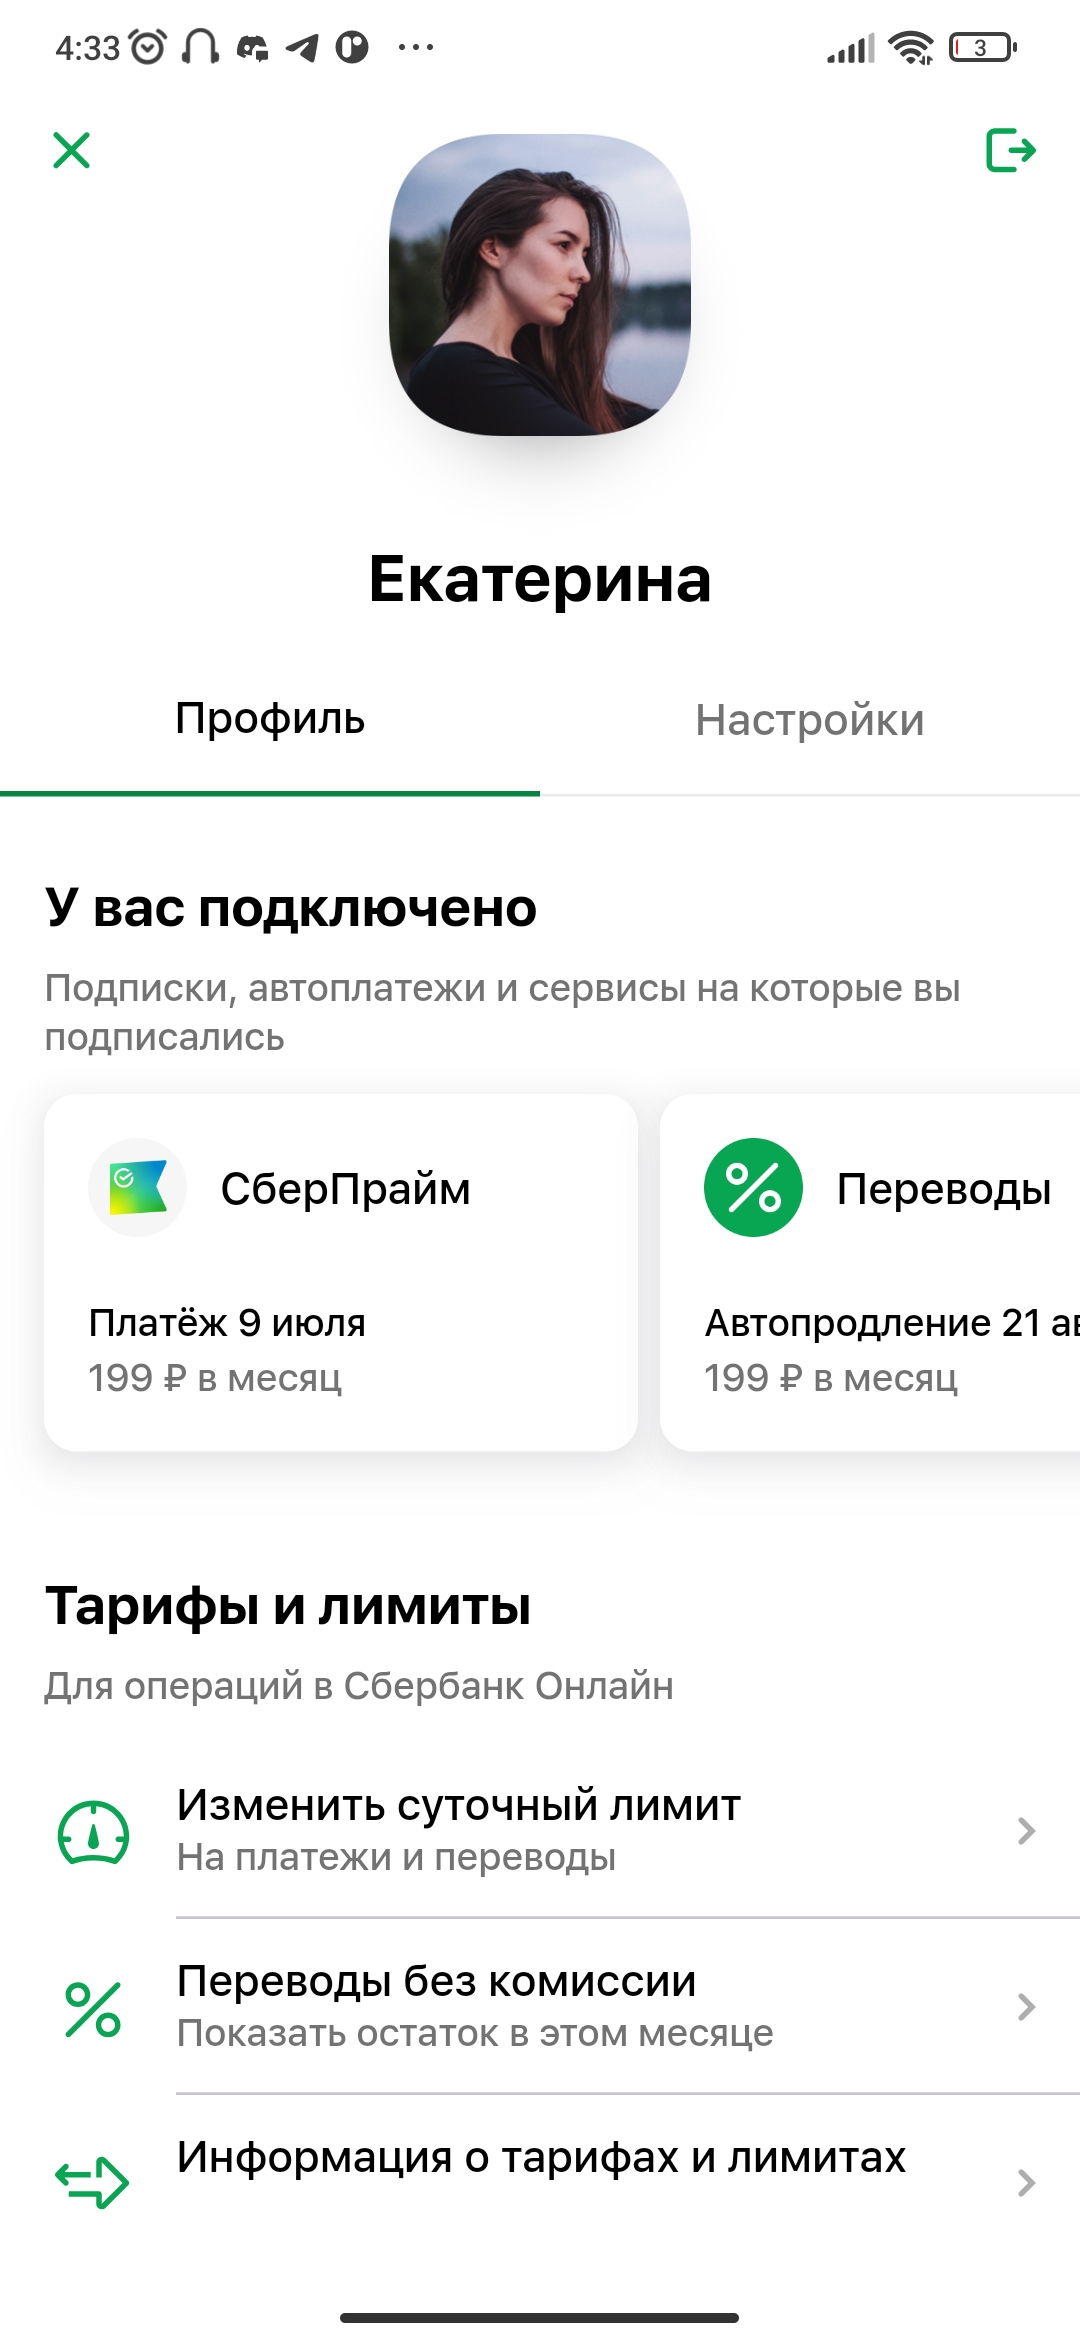 4:33
3
Екатерина
Профиль
Настройки
У вас подключено
Подписки, автоплатежи и сервисы на которые вы
подписались
СберПрайм
Платёж 9 июля
199 ₽ в месяц
Переводы
Автопродление 21 ав
199 ₽ в месяц
Тарифы и лимиты
Для операций в Сбербанк Онлайн
Изменить суточный лимит
На платежи и переводы
Переводы без комиссии
Показать остаток в этом месяце
Информация о тарифах и лимитах